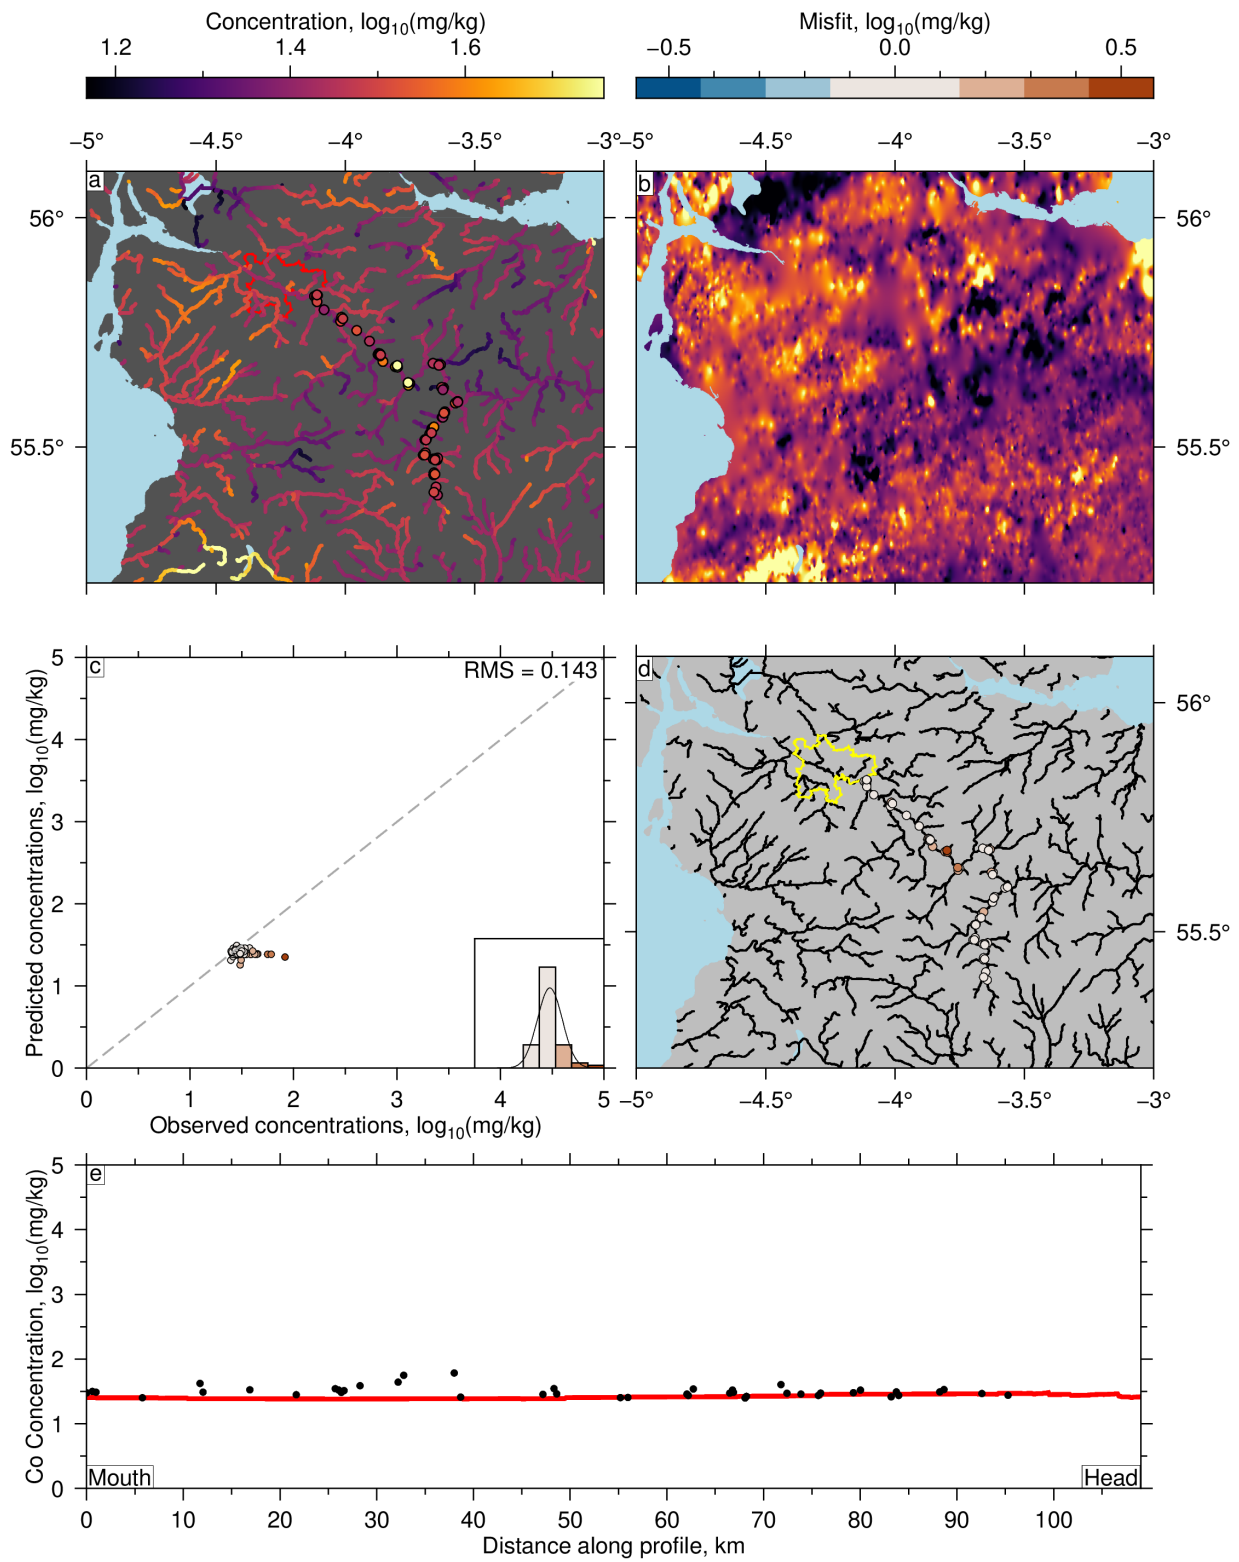 Concentration, log10(mg/kg)
1.2 1.4 1.6
Misfit, log10(mg/kg)
−0.5 0.0 0.5
−5° −4.5° −4° −3.5° −3°
−5° −4.5° −4° −3.5° −3°
a
b
56°
55.5°
56°
55.5°
c
RMS = 0.143
Predicted concentrations, log10(mg/kg)
5
4
3
2
1
0
0 1 2 3 4 5
Observed concentrations, log10(mg/kg)
d
56°
55.5°
−5° −4.5° −4° −3.5° −3°
e
Co Concentration, log10(mg/kg)
5
4
3
2
1
0
Mouth
Head
0 10 20 30 40 50 60 70 80 90 100
Distance along profile, km